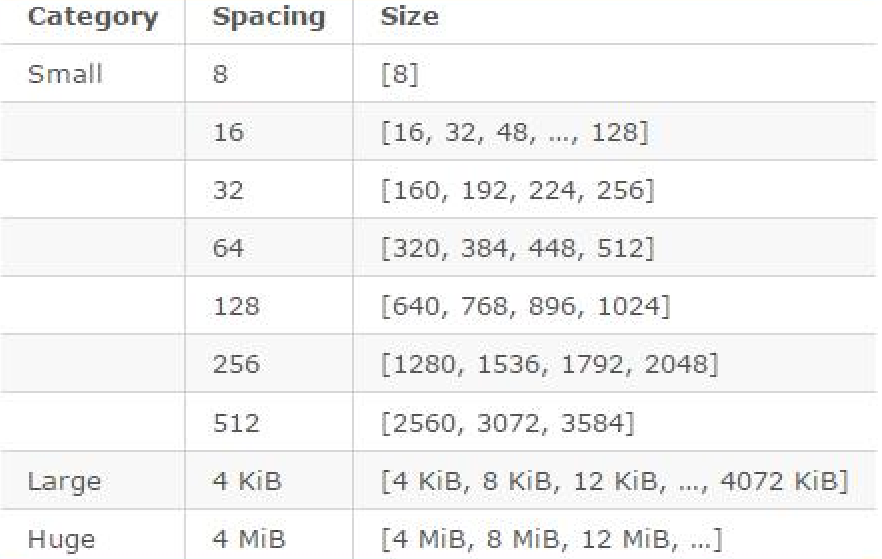 Category Spacing Size
Small 8 [8]
16 [16, 32, 48, ..., 128]
32 [160, 192, 224, 256]
64 [320, 384, 448, 512]
128 [640, 768, 896, 1024]
256 [1280, 1536, 1792, 2048]
512 [2560, 3072, 3584]
Large 4 KiB [4 KiB, 8 KiB, 12 KiB, ..., 4072 KiB]
Huge 4 MiB [4 MiB, 8 MiB, 12 MiB, ...]